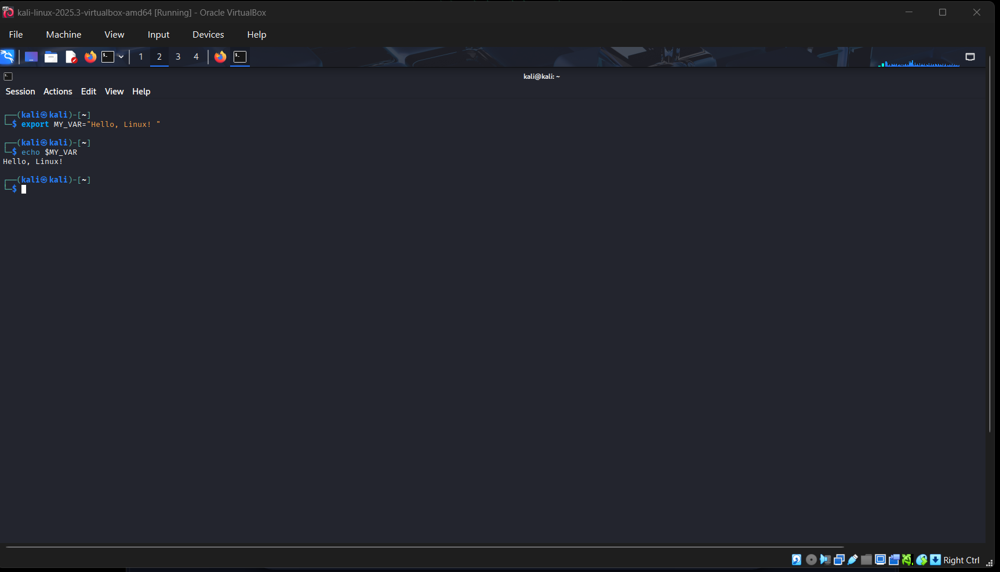 kali-linux-2025.3-virtualbox-amd64 [Running] - Oracle VirtualBox
File Machine View Input Devices Help
1 2 3 4
kali@kali: ~
Session Actions Edit View Help
┌──(kali㉿kali)-[~]
└─$ export MY_VAR="Hello, Linux! "
┌──(kali㉿kali)-[~]
└─$ echo $MY_VAR
Hello, Linux!
┌──(kali㉿kali)-[~]
└─$
Right Ctrl